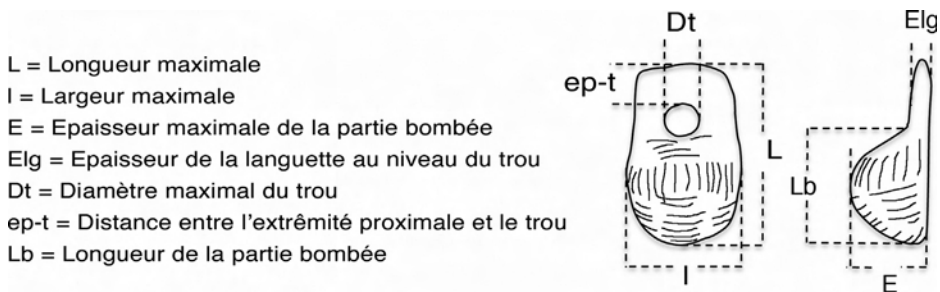 L = Longueur maximale
l = Largeur maximale
E = Epaisseur maximale de la partie bombée
Elg = Epaisseur de la languette au niveau du trou
Dt = Diamètre maximal du trou
ep-t = Distance entre l'extrêmité proximale et le trou
Lb = Longueur de la partie bombée
Dt
ep-t
L
l
Elg
Lb
E